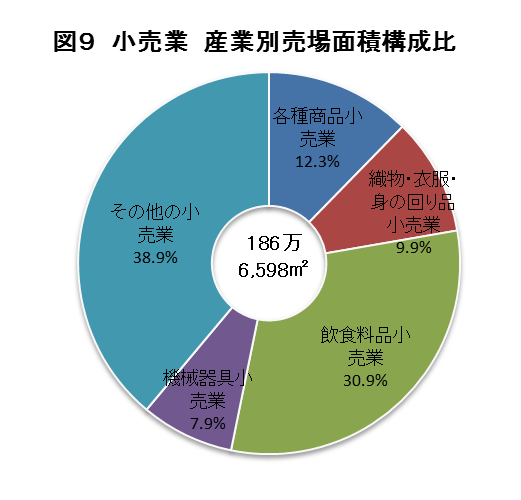 図９ 小売業 産業別売場面積構成比
各種商品小
売業
12.3%
織物・衣服・
身の回り品
小売業
9.9%
飲食料品小
売業
30.9%
機械器具小
売業
7.9%
その他の小
売業
38.9%
186万
6,598㎡